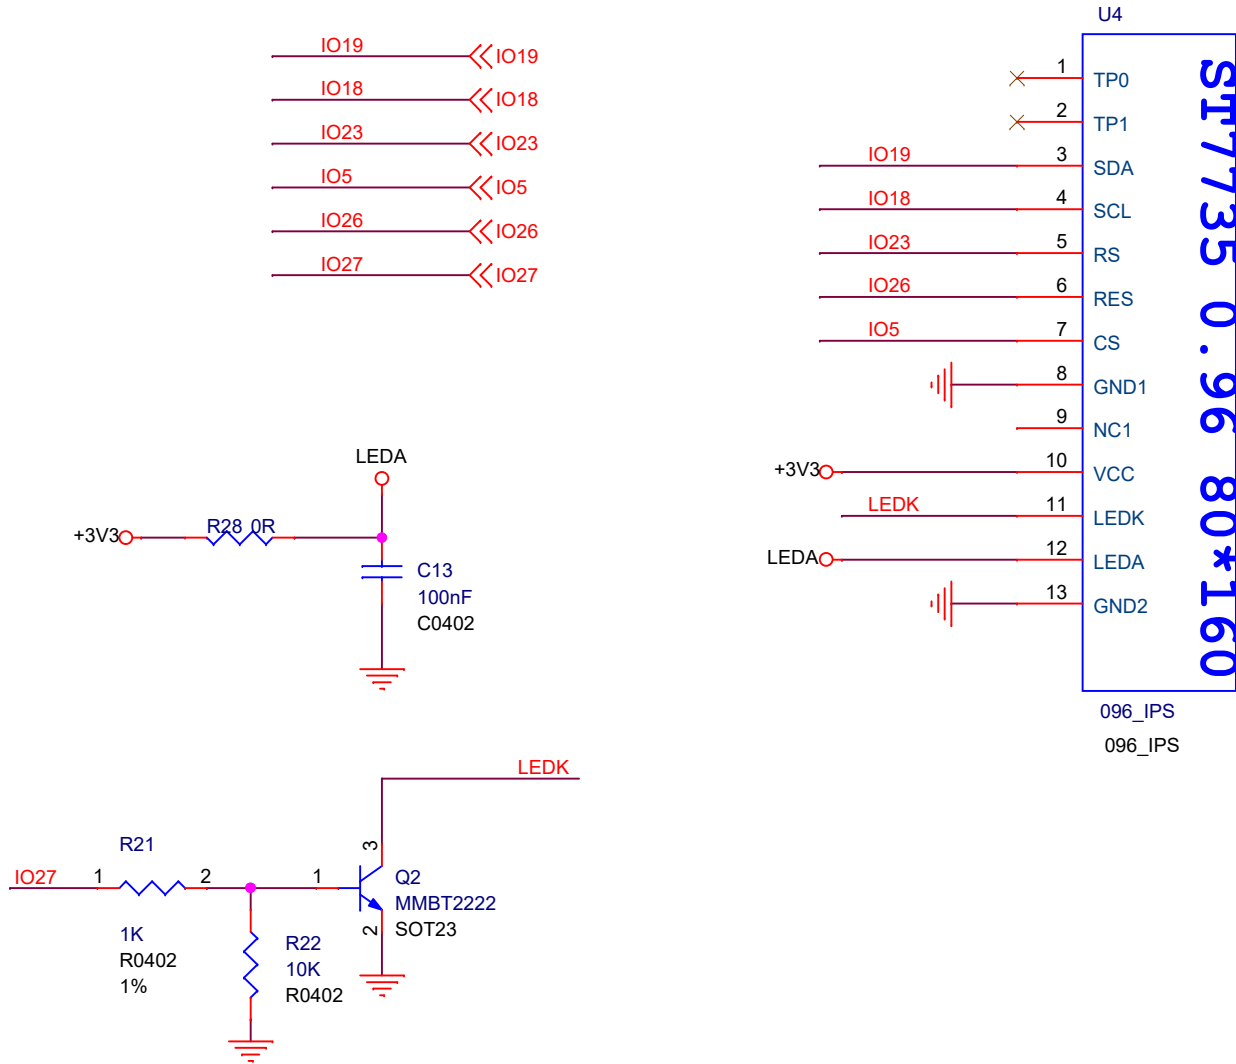 IO19
IO19
IO18
IO18
IO23
IO23
IO5
IO5
IO26
IO26
IO27
IO27
U4
1
TP0
2
TP1
IO19
3
SDA
IO18
4
SCL
IO23
5
RS
IO26
6
RES
IO5
7
CS
8
GND1
9
NC1
+3V3
10
VCC
LEDK
11
LEDK
LEDA
12
LEDA
13
GND2
ST7735 0.96 80*160
096_IPS
096_IPS
LEDA
+3V3
R28 0R
C13
100nF
C0402
LEDK
R21
IO27
1
2
1
3
2
Q2
MMBT2222
SOT23
1K
R0402
1%
R22
10K
R0402